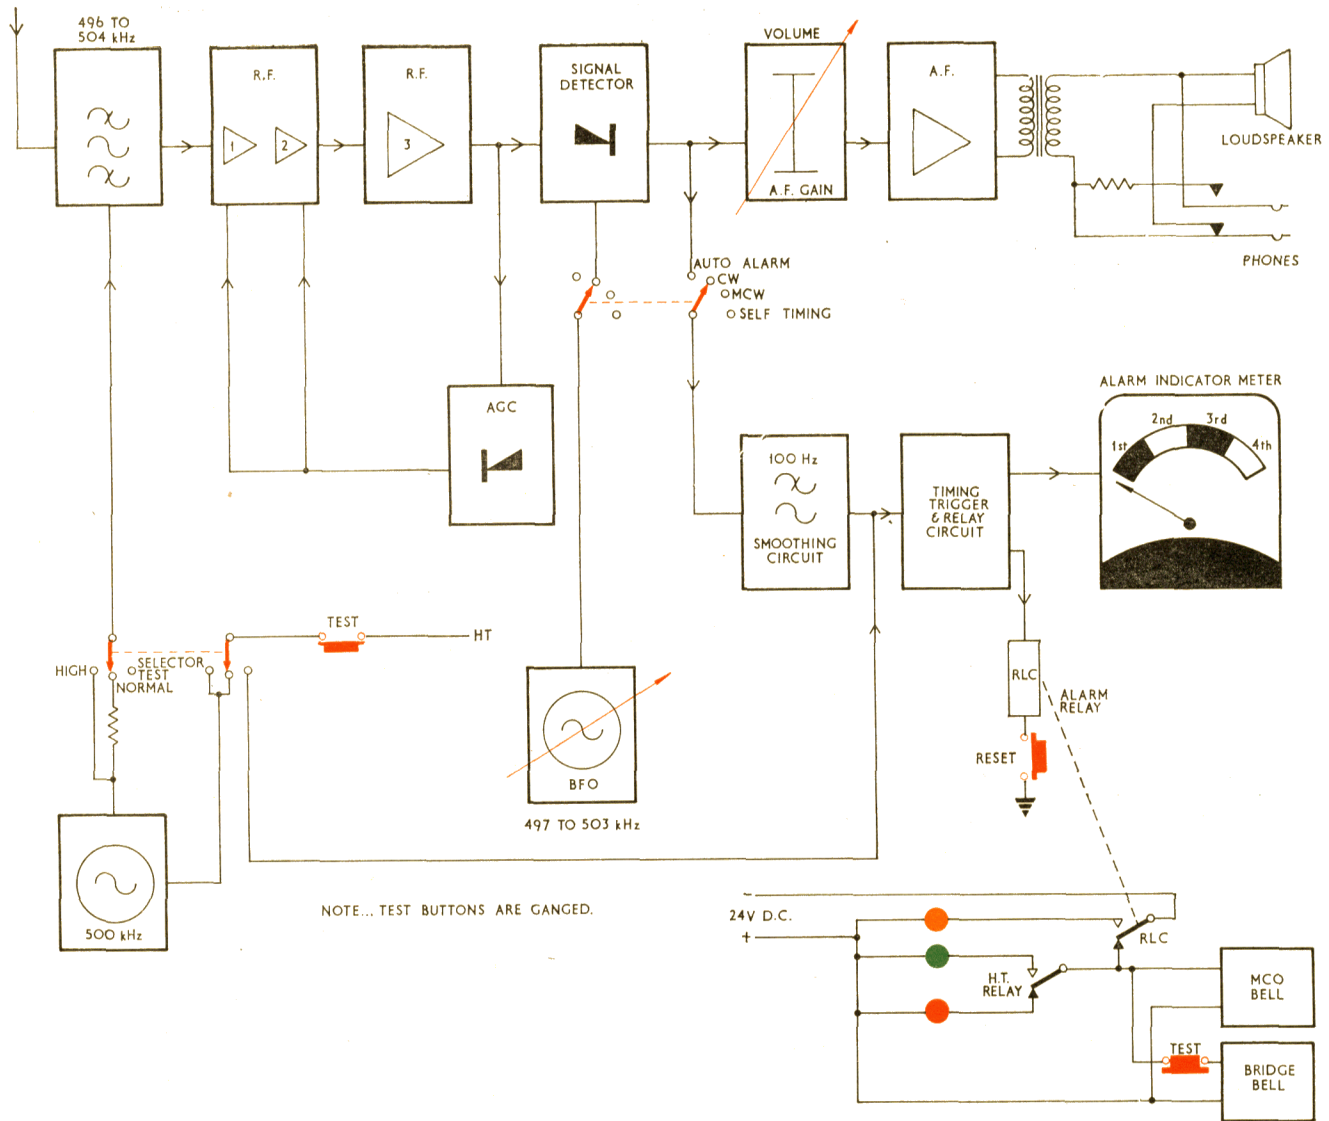 496 TO
504 kHz
R.F.
1
2
R.F.
3
SIGNAL
DETECTOR
VOLUME
A.F. GAIN
A.F.
LOUDSPEAKER
PHONES
AUTO ALARM
CW
MCW
SELF TIMING
AGC
100 Hz
SMOOTHING
CIRCUIT
TIMING
TRIGGER
& RELAY
CIRCUIT
ALARM INDICATOR METER
1st
2nd
3rd
4th
TEST
HT
HIGH
SELECTOR
TEST
NORMAL
BFO
497 TO 503 kHz
RLC
ALARM
RELAY
RESET
500 kHz
NOTE... TEST BUTTONS ARE GANGED.
-
24V D.C.
+
RLC
H.T.
RELAY
MCO
BELL
TEST
BRIDGE
BELL